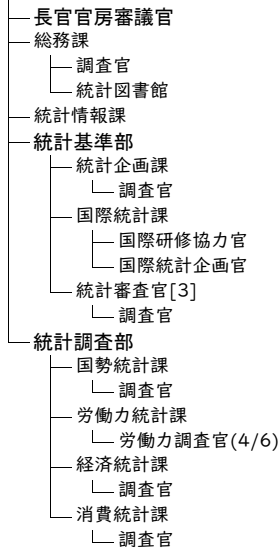 長官官房審議官
総務課
調査官
統計図書館
統計情報課
統計基準部
統計企画課
調査官
国際統計課
国際研修協力官
国際統計企画官
統計審査官[3]
調査官
統計調査部
国勢統計課
調査官
労働力統計課
労働力調査官(4/6)
経済統計課
調査官
消費統計課
調査官